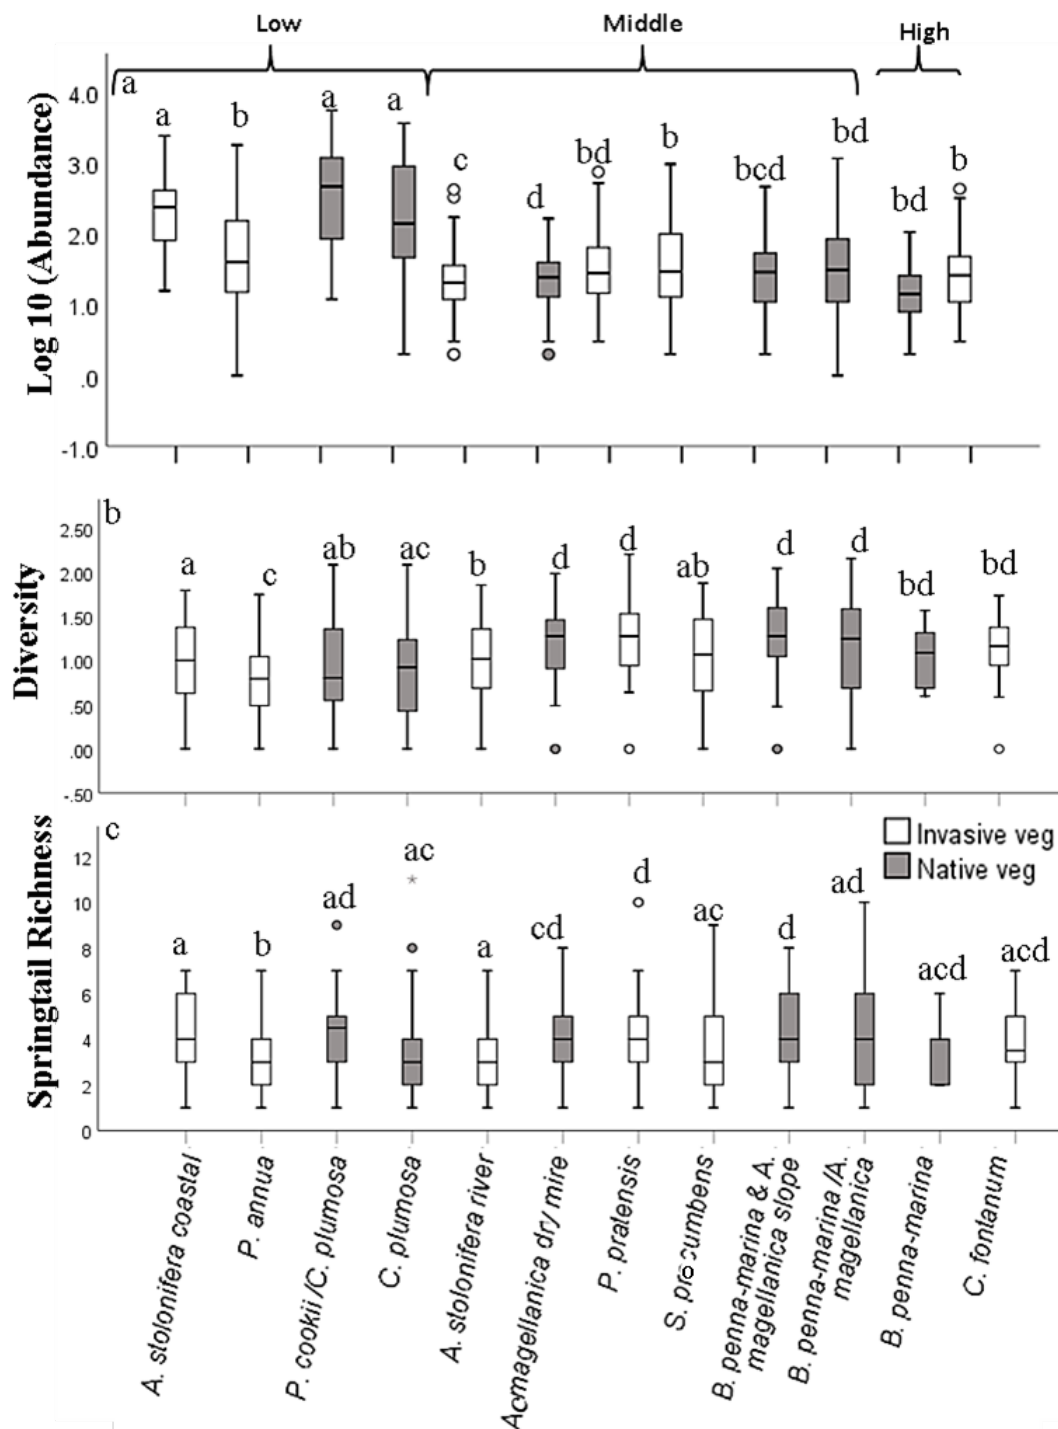 Low
Middle
High
a
Log 10 (Abundance)
4.0
3.0
2.0
1.0
.0
-1.0
a
b
a
a
c
d
bd
b
bcd
bd
bd
b
b
Diversity
2.50
2.00
1.50
1.00
.50
.00
-.50
a
c
ab
ac
b
d
d
ab
d
d
bd
bd
c
Springtail Richness
12
10
8
6
4
2
0
Invasive veg
Native veg
a
b
ad
ac
a
cd
d
ac
d
ad
acd
acd
A. stolonifera coastal
P. annua
P. cookii /C. plumosa
C. plumosa
A. stolonifera river
magellanica dry mire
P. pratensis
S. procumbens
B. penna-marina & A.
magellanica slope
B. penna-marina /A.
magellanica
B. penna-marina
C. fontanum